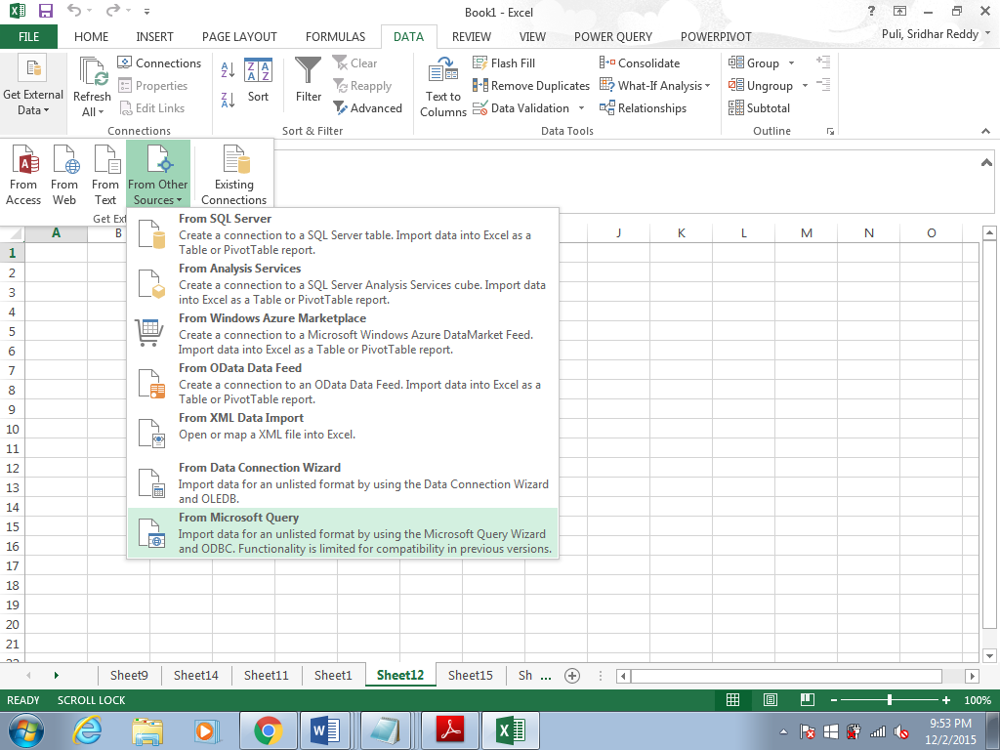 Book1 - Excel
FILE HOME INSERT PAGE LAYOUT FORMULAS DATA REVIEW VIEW POWER QUERY POWERPIVOT Puli, Sridhar Reddy
Get External
Data
Refresh
All
Connections
Properties
Edit Links
Connections
Sort
Filter
Clear
Reapply
Advanced
Sort & Filter
Text to
Columns
Flash Fill
Remove Duplicates
Data Validation
Consolidate
What-If Analysis
Relationships
Data Tools
Group
Ungroup
Subtotal
Outline
From
Access
From
Web
From
Text
From Other
Sources
Existing
Connections
Get Ext
From SQL Server
Create a connection to a SQL Server table. Import data into Excel as a
Table or PivotTable report.
From Analysis Services
Create a connection to a SQL Server Analysis Services cube. Import data
into Excel as a Table or PivotTable report.
From Windows Azure Marketplace
Create a connection to a Microsoft Windows Azure DataMarket Feed.
Import data into Excel as a Table or PivotTable report.
From OData Data Feed
Create a connection to an OData Data Feed. Import data into Excel as a
Table or PivotTable report.
From XML Data Import
Open or map a XML file into Excel.
From Data Connection Wizard
Import data for an unlisted format by using the Data Connection Wizard
and OLEDB.
From Microsoft Query
Import data for an unlisted format by using the Microsoft Query Wizard
and ODBC. Functionality is limited for compatibility in previous versions.
A B J K L M N O
1
2
3
4
5
6
7
8
9
10
11
12
13
14
15
16
17
18
19
20
21
Sheet9 Sheet14 Sheet11 Sheet1 Sheet12 Sheet15 Sh ...
READY SCROLL LOCK 100%
9:53 PM
12/2/2015